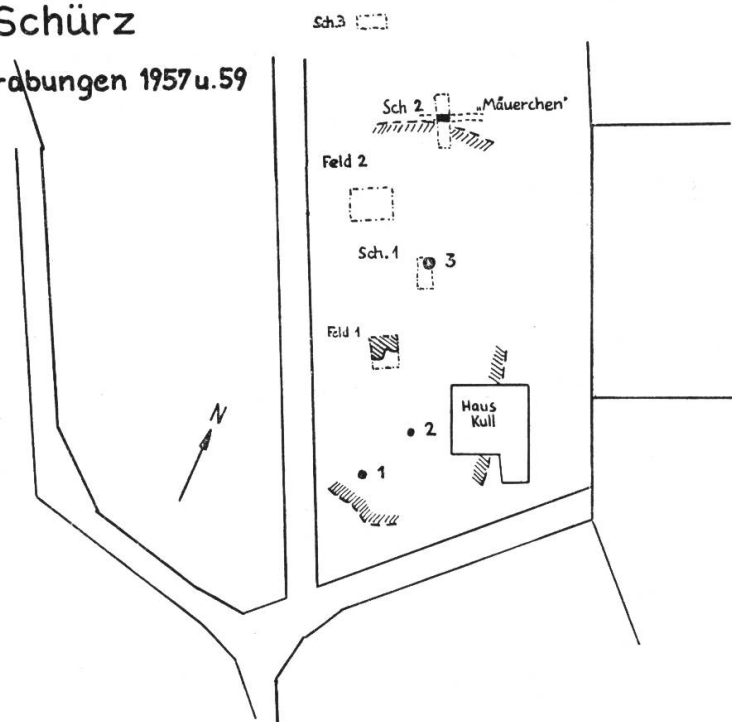 Schürz
rabungen 1957 u. 59
Sch.3
Sch 2
„Mäuerchen"
Feld 2
Sch. 1
3
Feld 1
Haus
Kull
2
1
N